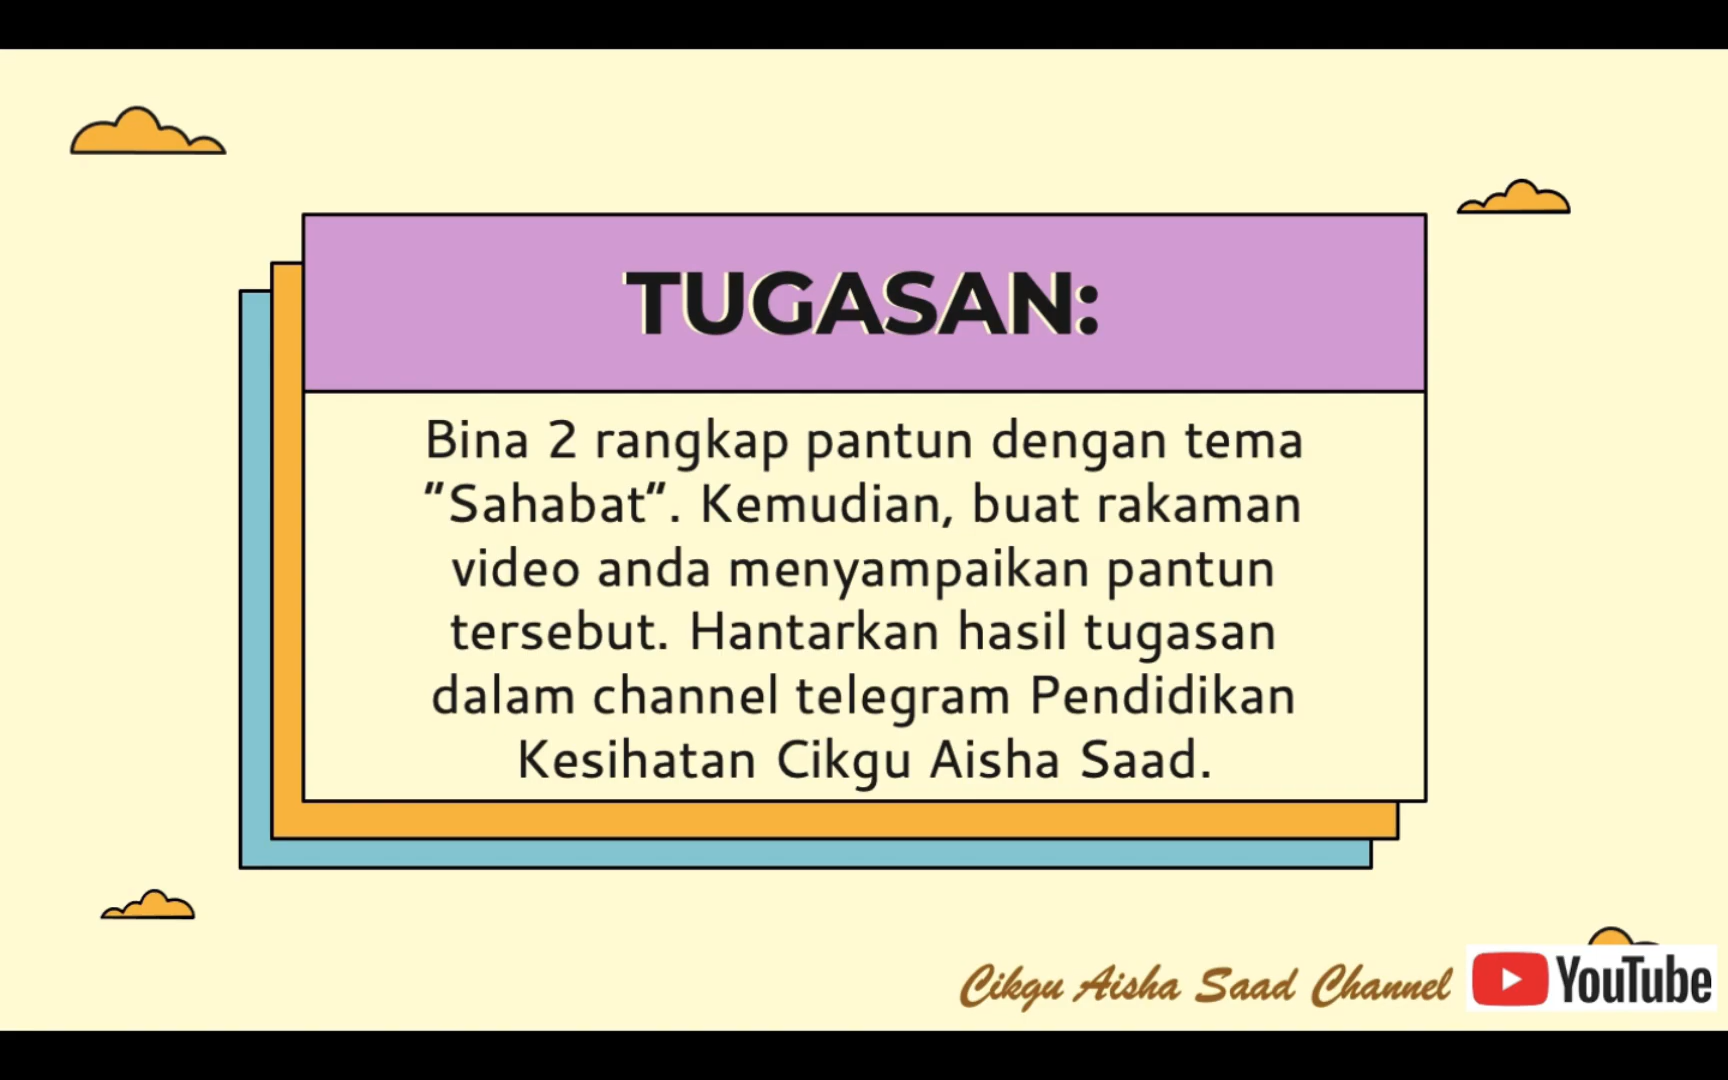 TUGASAN:
Bina 2 rangkap pantun dengan tema
“Sahabat”. Kemudian, buat rakaman
video anda menyampaikan pantun
tersebut. Hantarkan hasil tugasan
dalam channel telegram Pendidikan
Kesihatan Cikgu Aisha Saad.
Cikgu Aisha Saad Channel YouTube